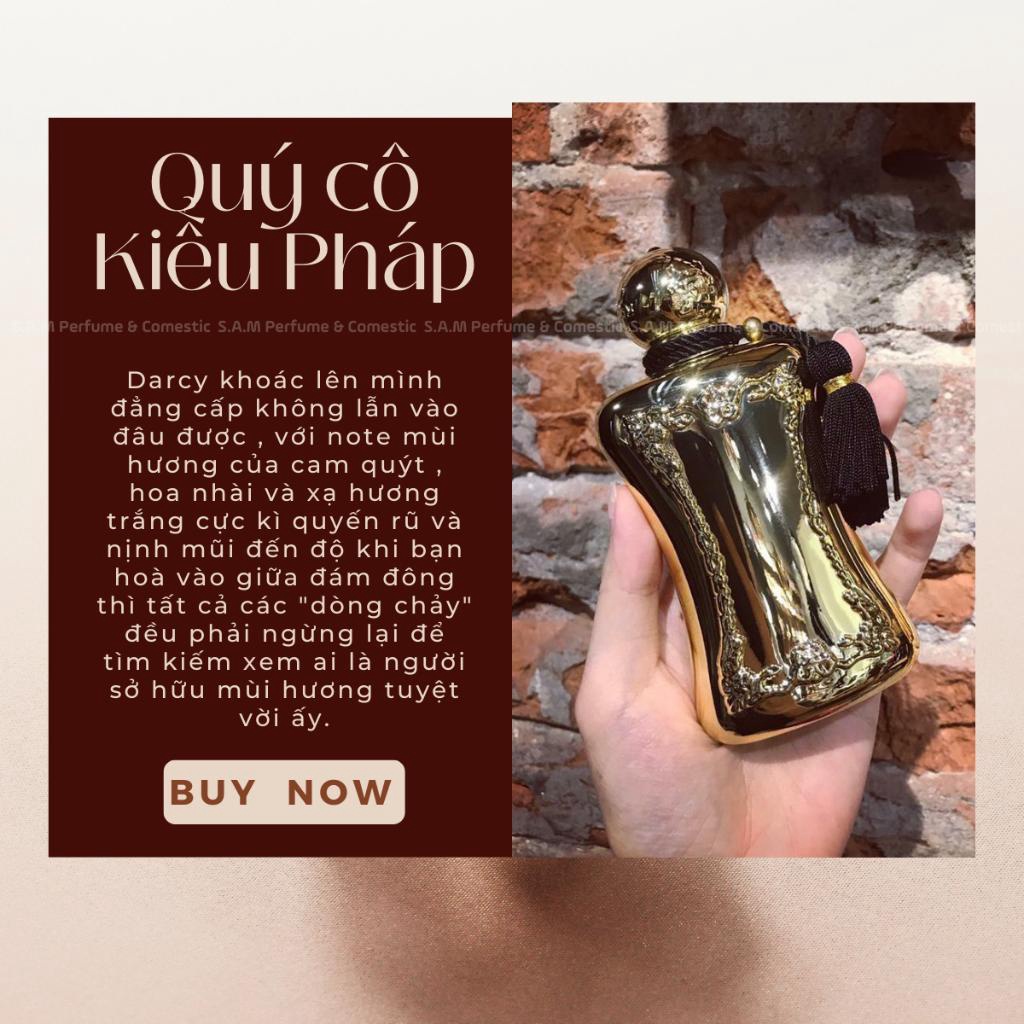 Quý cô
Kiều Pháp
S.A.M Perfume & Comestic S.A.M Perfume & Comestic S.A.M Perfume & Comestic S.A.M
Darcy khoác lên mình
đẳng cấp không lẫn vào
đâu được , với note mùi
hương của cam quýt ,
hoa nhài và xạ hương
trắng cực kì quyến rũ và
nịnh mũi đến độ khi bạn
hoà vào giữa đám đông
thì tất cả các "dòng chảy"
đều phải ngừng lại để
tìm kiếm xem ai là người
sở hữu mùi hương tuyệt
vời ấy.
BUY NOW